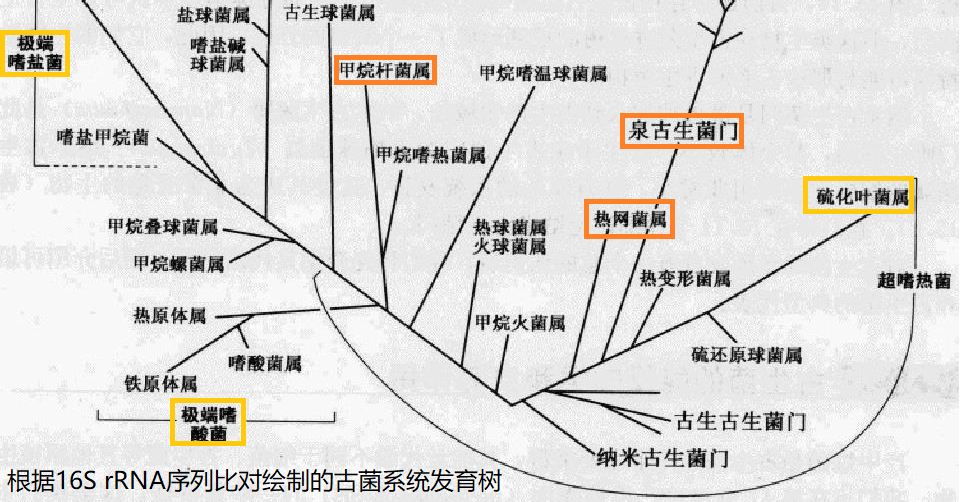 盐球菌属
古生球菌属
极端
嗜盐菌
嗜盐碱
球菌属
甲烷杆菌属
甲烷嗜温球菌属
泉古生菌门
嗜盐甲烷菌
甲烷嗜热菌属
硫化叶菌属
甲烷叠球菌属
热球菌属
火球菌属
热网菌属
甲烷螺菌属
热变形菌属
超嗜热菌
热原体属
甲烷火菌属
嗜酸菌属
硫还原球菌属
铁原体属
极端嗜
酸菌
古生古生菌门
纳米古生菌门
根据16S rRNA序列比对绘制的古菌系统发育树